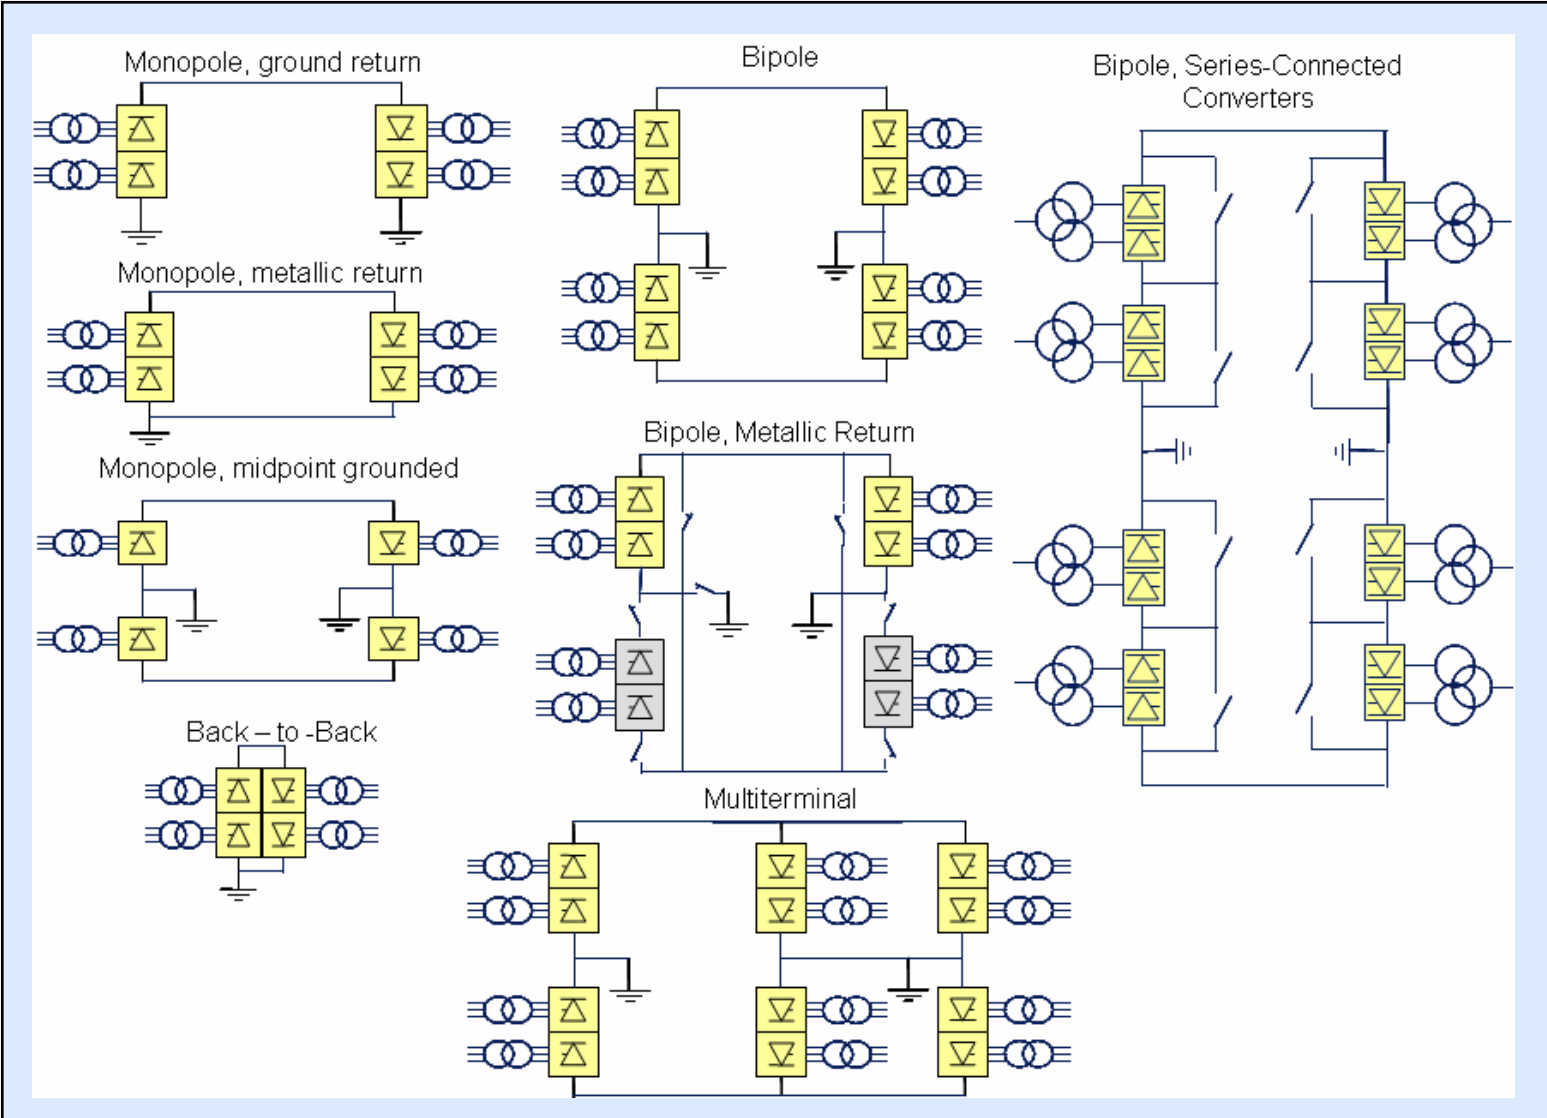 Monopole, ground return
Bipole
Bipole, Series-Connected
Converters
Monopole, metallic return
Bipole, Metallic Return
Monopole, midpoint grounded
Back – to -Back
Multiterminal